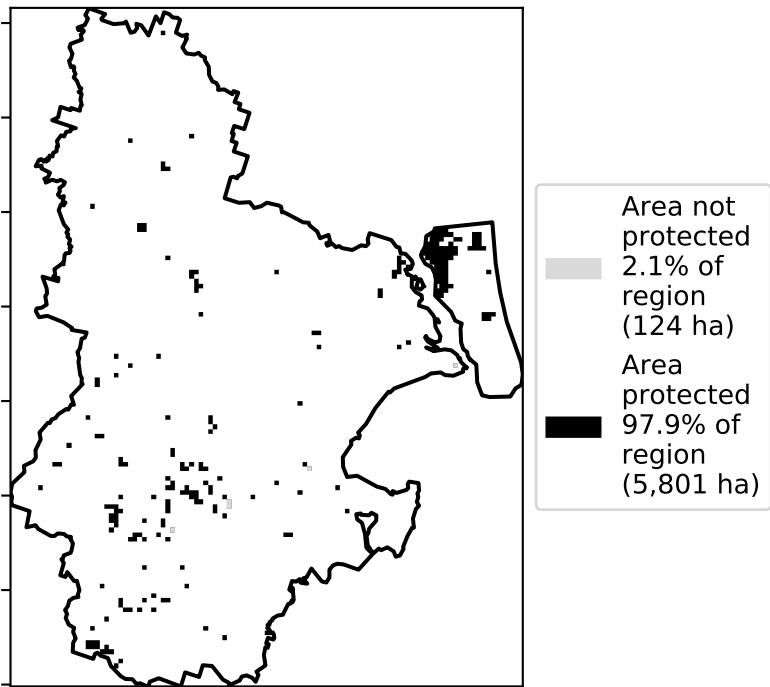 Area not
protected
2.1% of
region
(124 ha)
Area
protected
97.9% of
region
(5,801 ha)